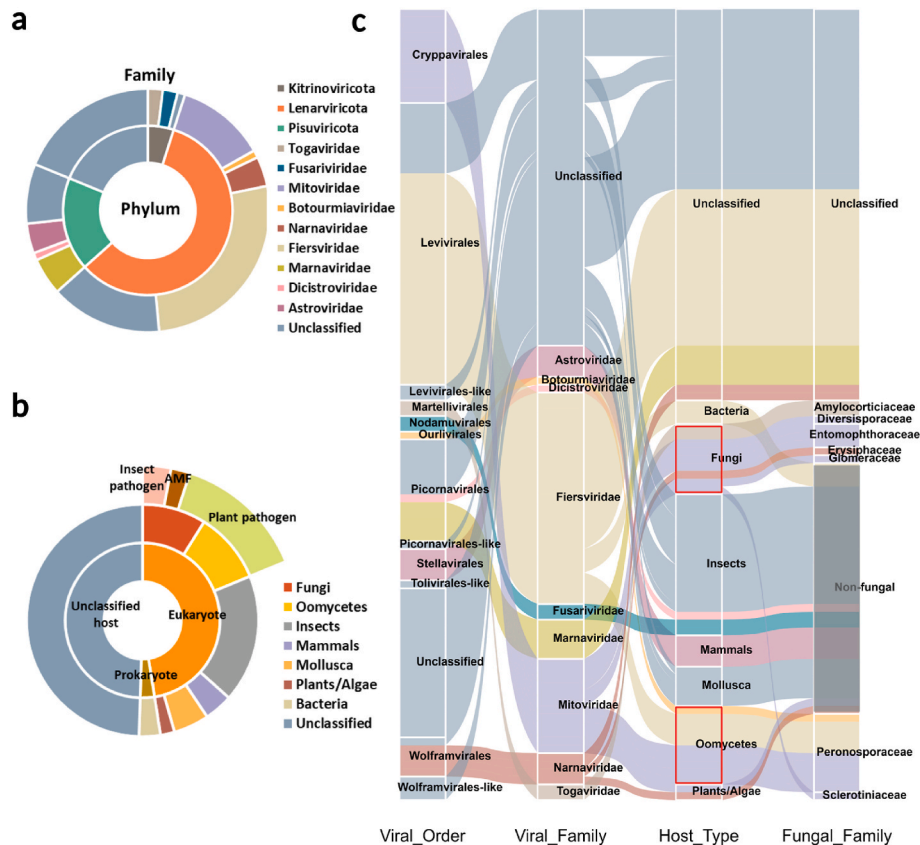 a
Family
Phylum
Kitrinoviricota
Lenarviricota
Pisuviricota
Togaviridae
Fusariviridae
Mitoviridae
Botourmiaviridae
Narnaviridae
Fiersviridae
Marnaviridae
Dicistroviridae
Astroviridae
Unclassified
b
Insect
pathogen
AMF
Plant pathogen
Unclassified
host
Eukaryote
Prokaryote
Fungi
Oomycetes
Insects
Mammals
Mollusca
Plants/Algae
Bacteria
Unclassified
c
Cryppavirales
Levivirales
Levivirales-like
Martellivirales
Nodamuvirales
Ourlivirales
Picornavirales
Picornavirales-like
Stellavirales
Tolivirales-like
Unclassified
Wolframvirales
Wolframvirales-like
Unclassified
Astroviridae
Botourmiaviridae
Dicistroviridae
Fiersviridae
Fusariviridae
Marnaviridae
Mitoviridae
Narnaviridae
Togaviridae
Unclassified
Bacteria
Fungi
Insects
Mammals
Mollusca
Oomycetes
Plants/Algae
Unclassified
Amylocorticiaceae
Diversisporaceae
Entomophthoraceae
Erysiphaceae
Glomeraceae
Non-fungal
Peronosporaceae
Sclerotiniaceae
Viral_Order Viral_Family Host_Type Fungal_Family